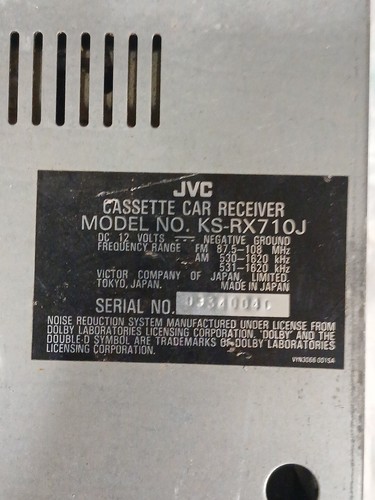 JVC
CASSETTE CAR RECEIVER
MODEL NO. KS-RX710J
DC 12 VOLTS ⎓ NEGATIVE GROUND
FREQUENCY RANGE FM 87.5-108 MHz
AM 530-1620 kHz
531-1620 kHz
VICTOR COMPANY OF JAPAN, LIMITED.
TOKYO, JAPAN. MADE IN JAPAN
SERIAL NO.
NOISE REDUCTION SYSTEM MANUFACTURED UNDER LICENSE FROM
DOLBY LABORATORIES LICENSING CORPORATION. "DOLBY" AND THE
DOUBLE-D SYMBOL ARE TRADEMARKS OF DOLBY LABORATORIES
LICENSING CORPORATION.